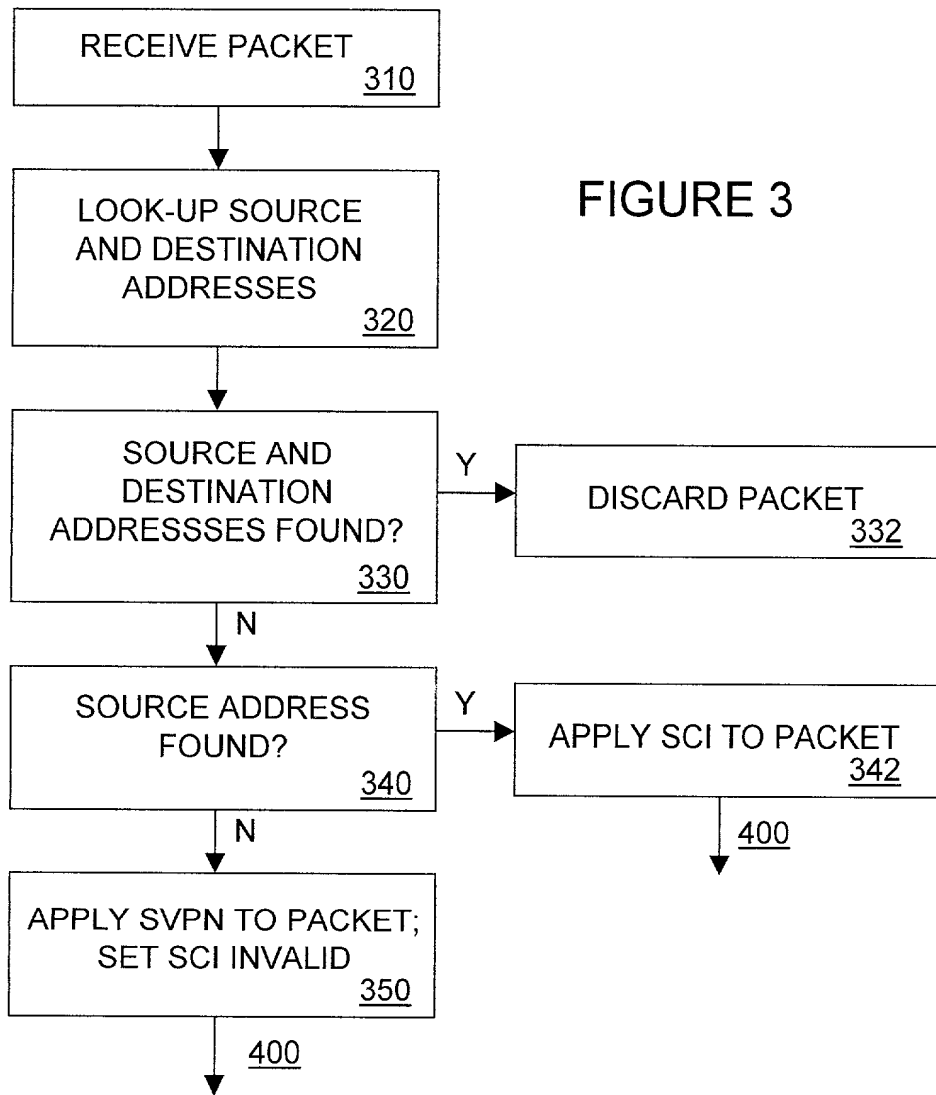 RECEIVE PACKET
310
FIGURE 3
LOOK-UP SOURCE
AND DESTINATION
ADDRESSES
320
SOURCE AND
DESTINATION
ADDRESSSES FOUND?
330
Y
DISCARD PACKET
332
N
SOURCE ADDRESS
FOUND?
340
Y
APPLY SCI TO PACKET
342
400
N
APPLY SVPN TO PACKET;
SET SCI INVALID
350
400